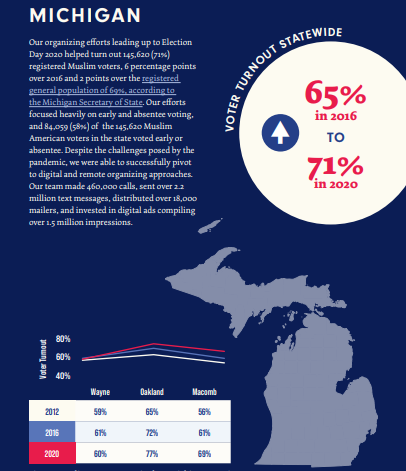 MICHIGAN
Our organizing efforts leading up to Election
Day 2020 helped turn out 145,620 (71%)
registered Muslim voters, 6 percentage points
over 2016 and 2 points over the registered
general population of 69%, according to
the Michigan Secretary of State. Our efforts
focused heavily on early and absentee voting,
and 84,059 (58%) of the 145,620 Muslim
American voters in the state voted early or
absentee. Despite the challenges posed by the
pandemic, we were able to successfully pivot
to digital and remote organizing approaches.
Our team made 460,000 calls, sent over 2.2
million text messages, distributed over 18,000
mailers, and invested in digital ads compiling
over 1.5 million impressions.
VOTER TURNOUT STATEWIDE
65%
in 2016
TO
71%
in 2020
Voter Turnout
80%
60%
40%
Wayne Oakland Macomb
2012 59% 65% 56%
2016 61% 72% 61%
2020 60% 77% 69%